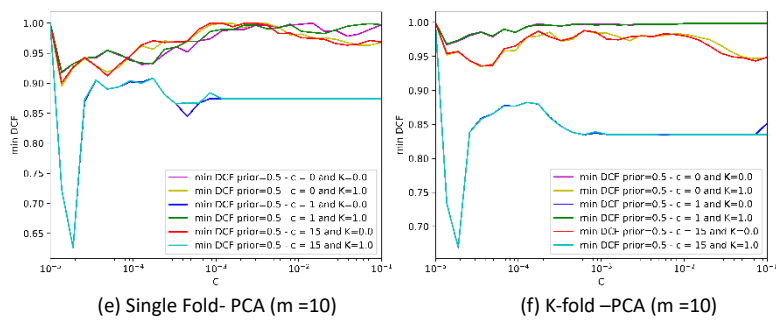 1.00
0.95
0.90
0.85
0.80
0.75
0.70
0.65
min DCF
min DCF prior=0.5 - c = 0 and K=0.0
min DCF prior=0.5 - c = 0 and K=1.0
min DCF prior=0.5 - c = 1 and K=0.0
min DCF prior=0.5 - c = 1 and K=1.0
min DCF prior=0.5 - c = 15 and K=0.0
min DCF prior=0.5 - c = 15 and K=1.0
10⁻⁵ 10⁻⁴ 10⁻³ 10⁻² 10⁻¹
C
(e) Single Fold- PCA (m =10)
1.00
0.95
0.90
0.85
0.80
0.75
0.70
min DCF
min DCF prior=0.5 - c = 0 and K=0.0
min DCF prior=0.5 - c = 0 and K=1.0
min DCF prior=0.5 - c = 1 and K=0.0
min DCF prior=0.5 - c = 1 and K=1.0
min DCF prior=0.5 - c = 15 and K=0.0
min DCF prior=0.5 - c = 15 and K=1.0
10⁻⁵ 10⁻⁴ 10⁻³ 10⁻² 10⁻¹
C
(f) K-fold –PCA (m =10)